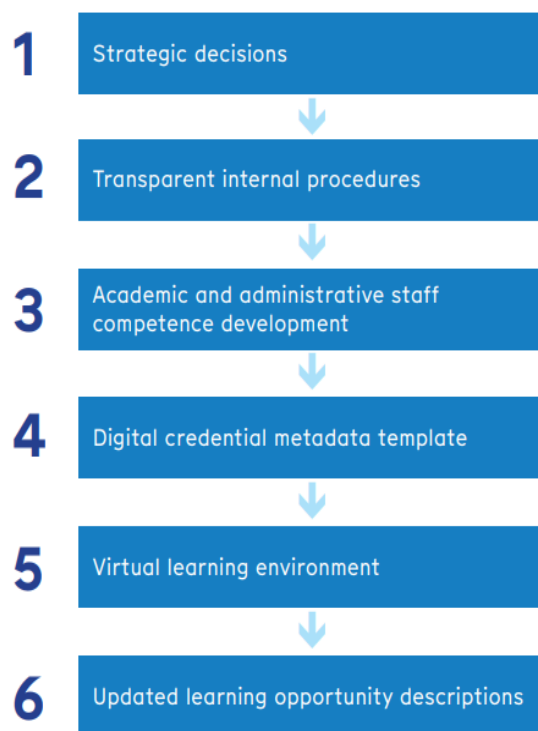 1
Strategic decisions
2
Transparent internal procedures
3
Academic and administrative staff
competence development
4
Digital credential metadata template
5
Virtual learning environment
6
Updated learning opportunity descriptions